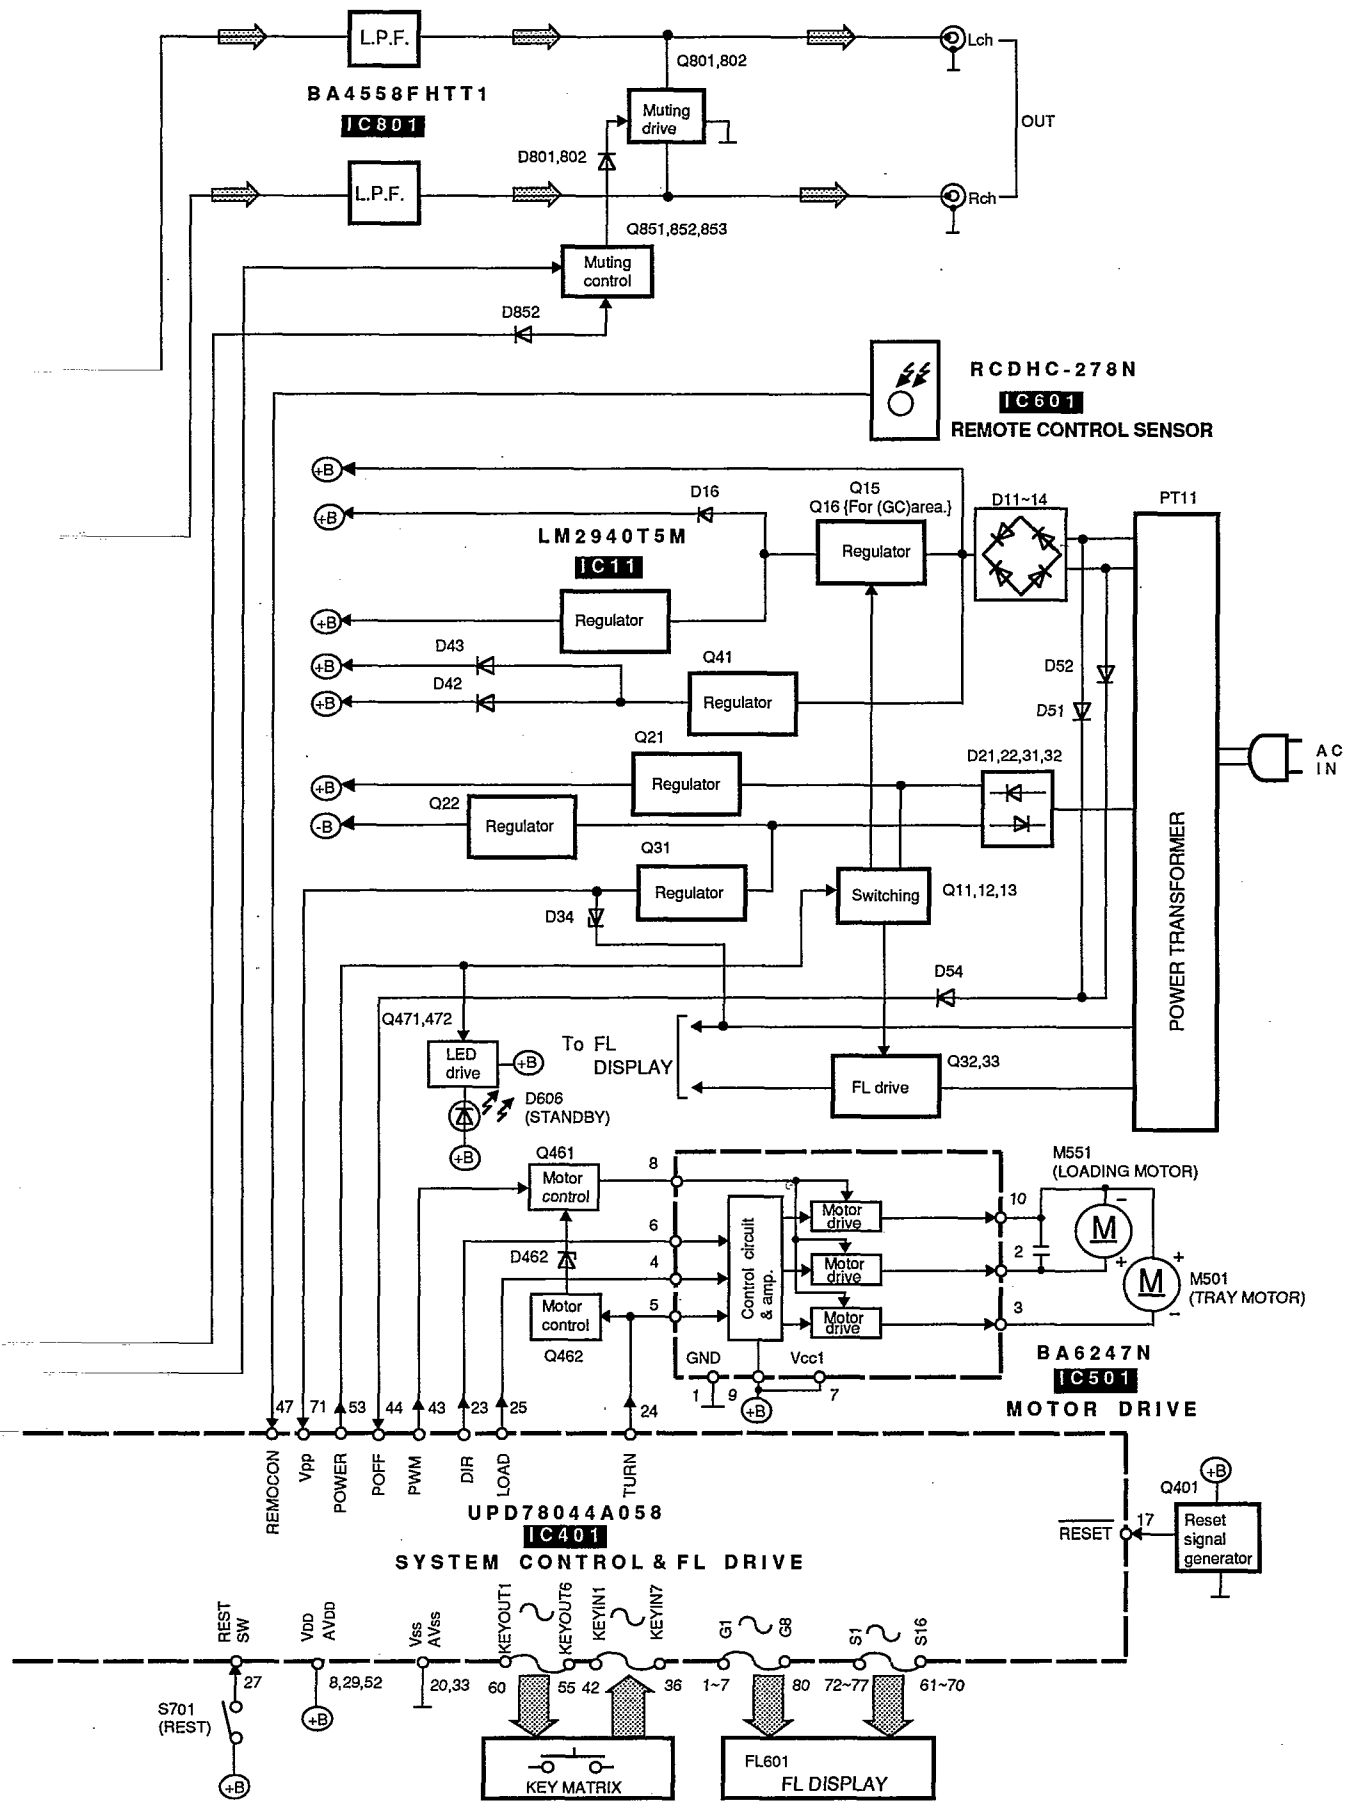 L.P.F.
Lch
Q801,802
BA4558FHTT1
IC801
Muting
drive
OUT
D801,802
L.P.F.
Rch
Q851,852,853
Muting
control
D852
RCDHC-278N
IC601
REMOTE CONTROL SENSOR
+B
D16
Q15
Q16 {For (GC)area.}
D11~14
PT11
+B
LM2940T5M
IC11
Regulator
Regulator
+B
D43
+B
Q41
D52
D42
+B
Regulator
D51
Q21
D21,22,31,32
AC
IN
+B
Regulator
Q22
-B
Regulator
Q31
Regulator
Switching
Q11,12,13
D34
POWER TRANSFORMER
D54
Q471,472
To FL
DISPLAY
LED
drive
+B
Q32,33
FL drive
D606
(STANDBY)
+B
Q461
Motor
control
8
M551
(LOADING MOTOR)
10
Motor
drive
6
Control circuit
& amp.
M
D462
4
2
Motor
drive
M
M501
(TRAY MOTOR)
Motor
control
5
3
Motor
drive
Q462
GND
Vcc1
BA6247N
IC501
MOTOR DRIVE
1
9
7
+B
47
71
53
44
43
23
25
24
REMOCON
Vpp
POWER
POFF
PWM
DIR
LOAD
TURN
UPD78044A058
IC401
SYSTEM CONTROL & FL DRIVE
+B
Q401
RESET
17
Reset
signal
generator
REST
SW
VDD
AVDD
Vss
AVss
KEYOUT1
KEYOUT6
KEYIN1
KEYIN7
G1
G8
S1
S16
27
8,29,52
20,33
60
55
42
36
1~7
80
72~77
61~70
S701
(REST)
+B
+B
KEY MATRIX
FL601
FL DISPLAY